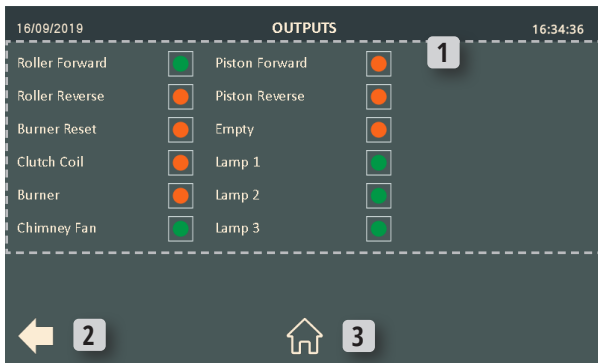 16/09/2019 OUTPUTS 16:34:36
1
Roller Forward Piston Forward
Roller Reverse Piston Reverse
Burner Reset Empty
Clutch Coil Lamp 1
Burner Lamp 2
Chimney Fan Lamp 3
2 3